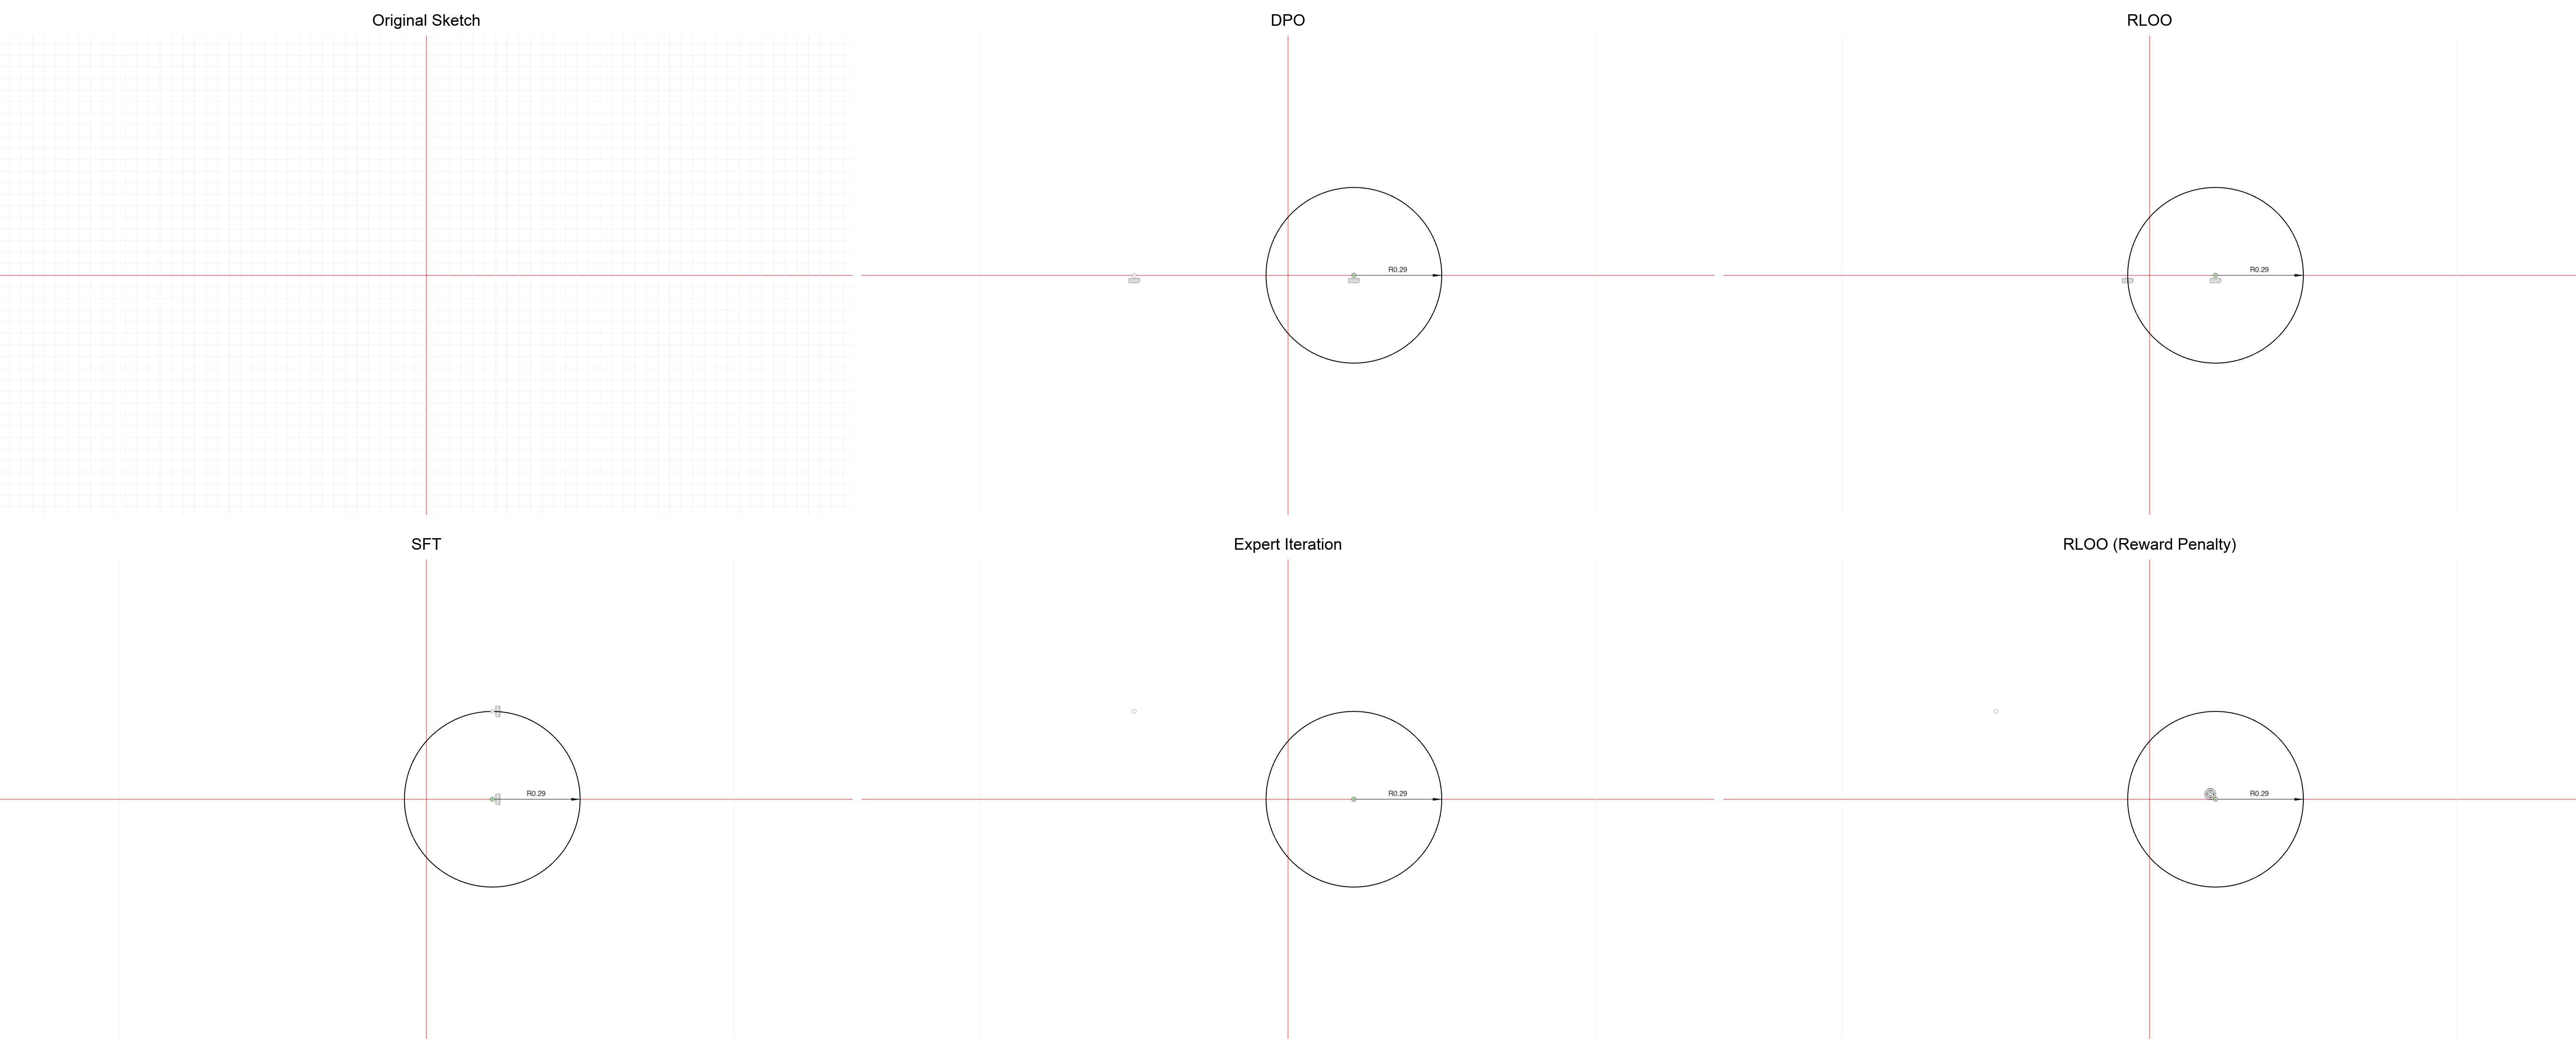 Original Sketch
DPO
RLOO
R0.29
R0.29
SFT
Expert Iteration
RLOO (Reward Penalty)
R0.29
R0.29
R0.29